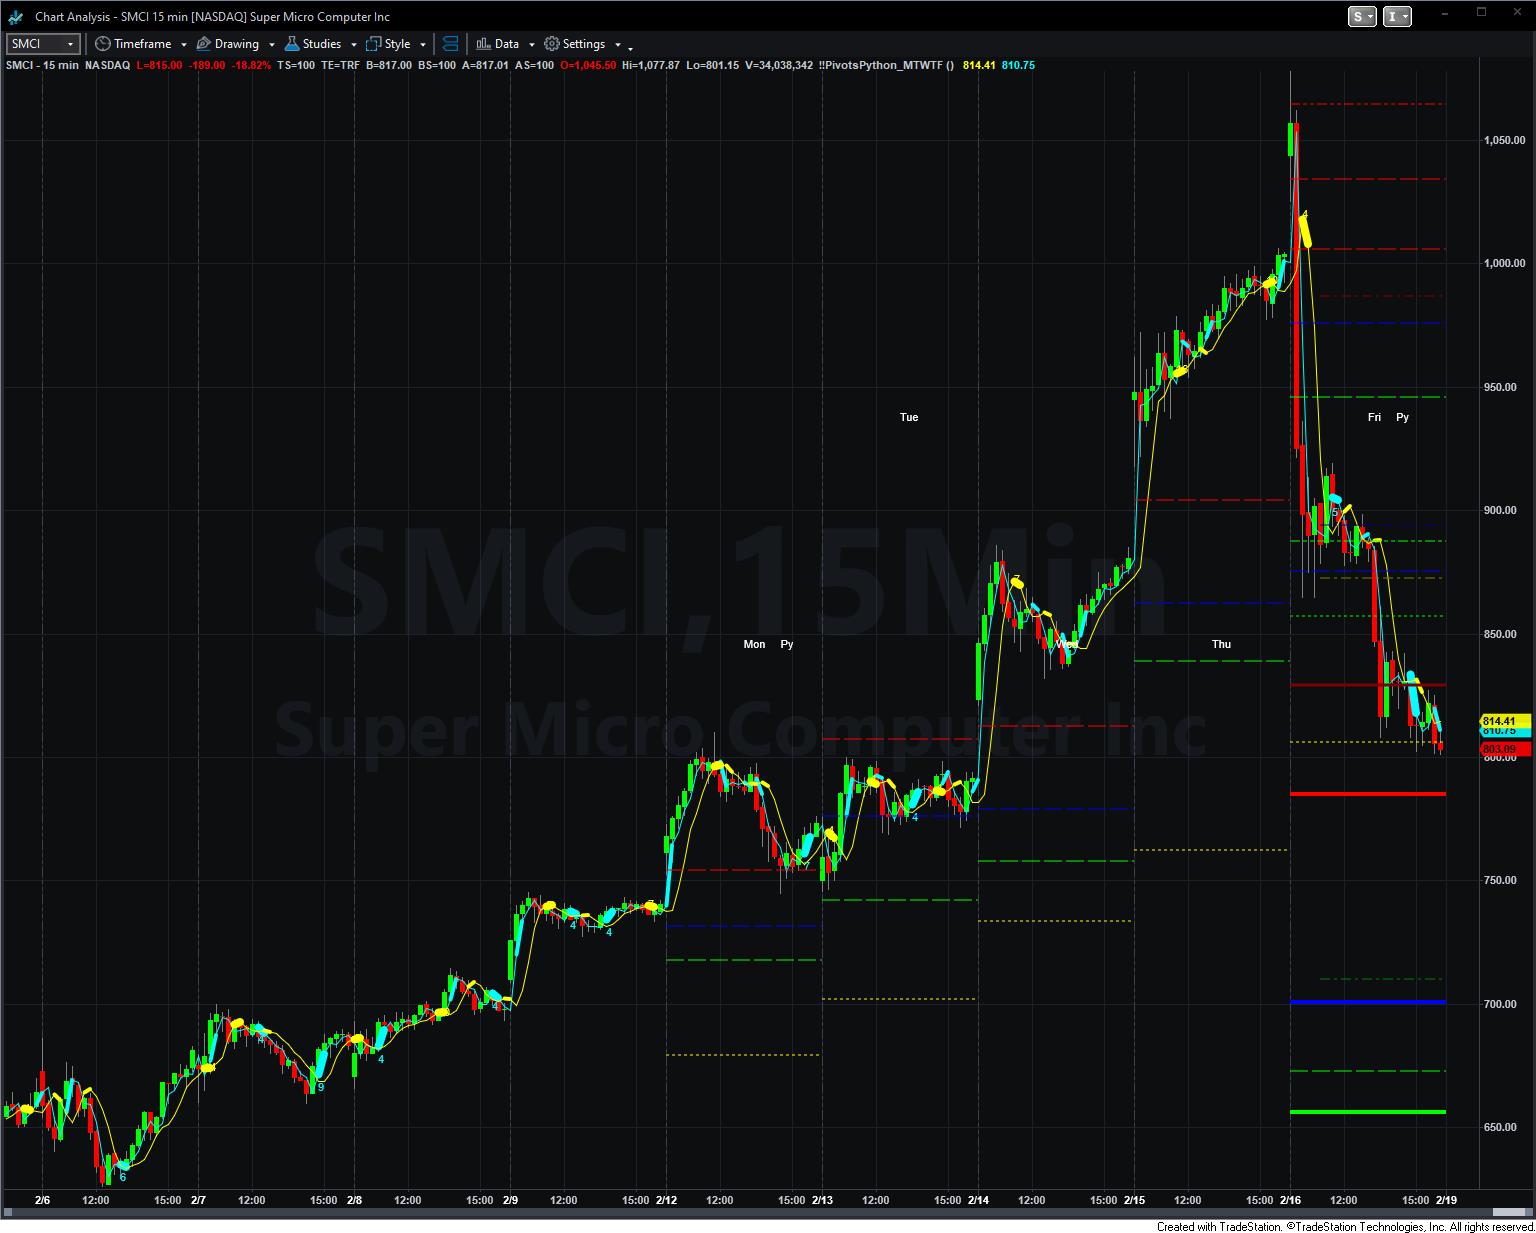 Chart Analysis - SMCI 15 min [NASDAQ] Super Micro Computer Inc
S I
SMCI Timeframe Drawing Studies Style Data Settings
SMCI - 15 min NASDAQ L=815.00 -189.00 -18.82% TS=100 TE=TRF B=817.00 BS=100 A=817.01 AS=100 O=1,045.50 Hi=1,077.87 Lo=801.15 V=34,038,342 !!PivotsPython_MTWTF () 814.41 810.75
1,050.00
4
1,000.00
950.00
Tue Fri Py
5
900.00
SMCI , 15Min
7
850.00
Mon Py Wed Thu
Super Micro Computer Inc
814.41
810.75
803.09
800.00
4
7
750.00
4 4
4
700.00
4 4
9
650.00
6
2/6 12:00 15:00 2/7 12:00 15:00 2/8 12:00 15:00 2/9 12:00 15:00 2/12 12:00 15:00 2/13 12:00 15:00 2/14 12:00 15:00 2/15 12:00 15:00 2/16 12:00 15:00 2/19
Created with TradeStation. ©TradeStation Technologies, Inc. All rights reserved.